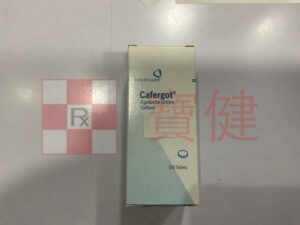 Cafergot®
Ergotamine tartrate
Caffeine
100 Tablets
Rx
寶健